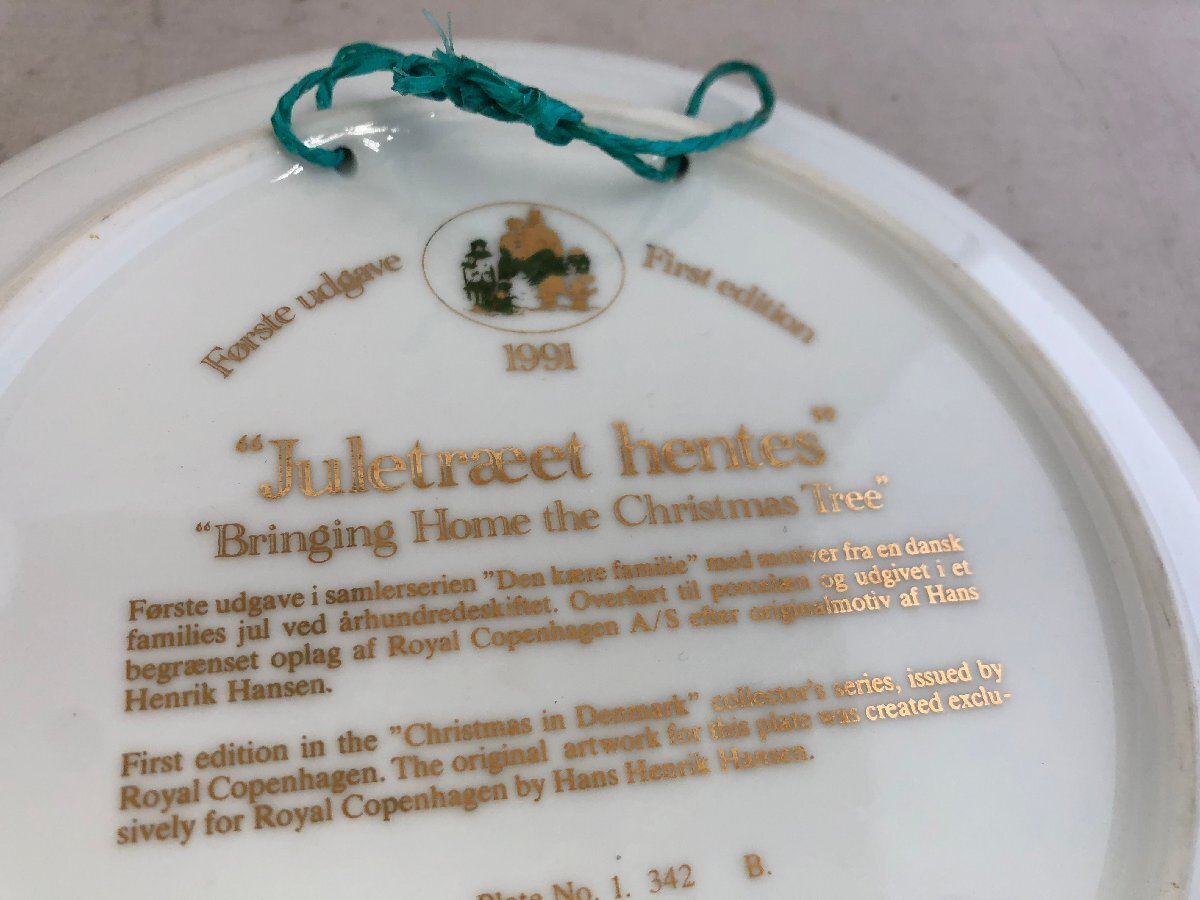 Første udgave
First edition
1991
“Juletræet hentes”
“Bringing Home the Christmas Tree”
Første udgave i samlerserien ”Den kære familie” med motiver fra en dansk
families jul ved århundredeskiftet. Overført til porcelæn og udgivet i et
begrænset oplag af Royal Copenhagen A/S efter originalmotiv af Hans
Henrik Hansen.
First edition in the ”Christmas in Denmark” collector's series, issued by
Royal Copenhagen. The original artwork for this plate was created exclu-
sively for Royal Copenhagen by Hans Henrik Hansen.
Plate No. 1. 342 B.